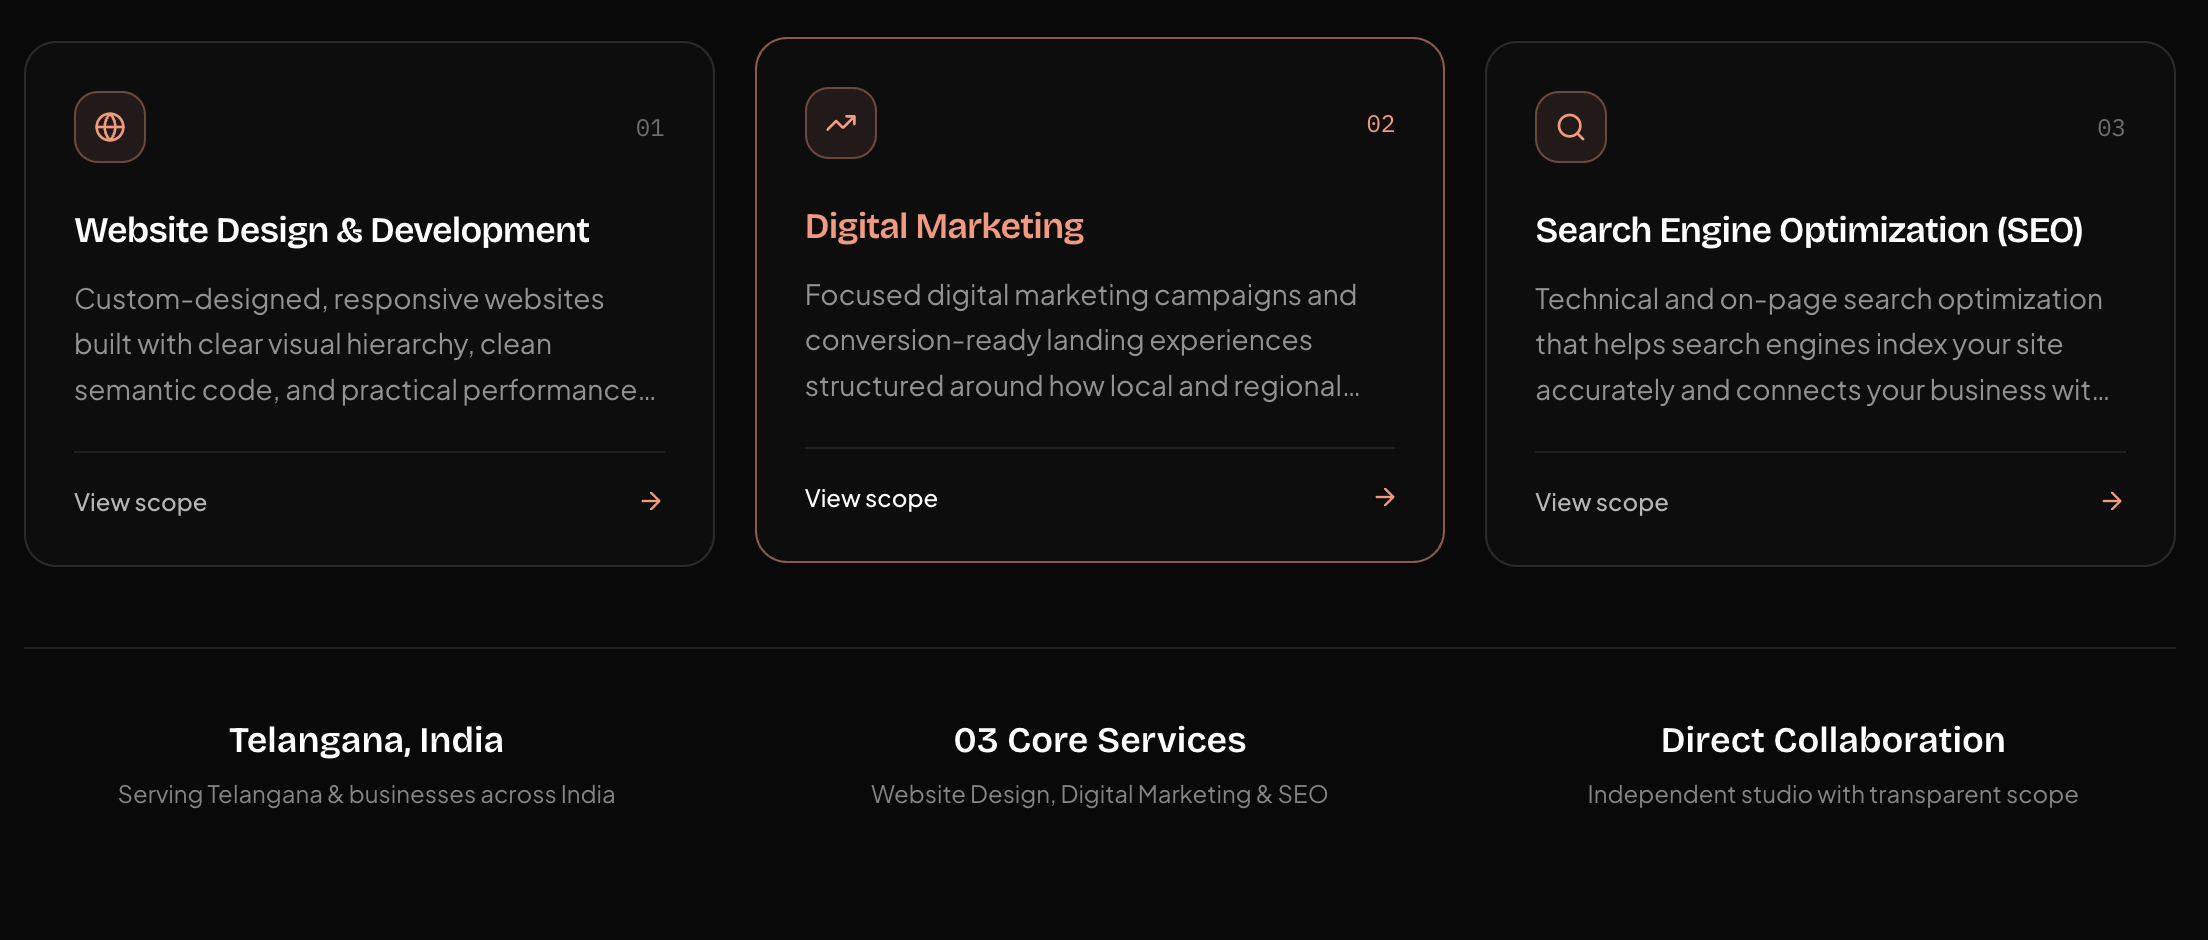 01
Website Design & Development
Custom-designed, responsive websites
built with clear visual hierarchy, clean
semantic code, and practical performance...
View scope
02
Digital Marketing
Focused digital marketing campaigns and
conversion-ready landing experiences
structured around how local and regional...
View scope
03
Search Engine Optimization (SEO)
Technical and on-page search optimization
that helps search engines index your site
accurately and connects your business wit...
View scope
Telangana, India
Serving Telangana & businesses across India
03 Core Services
Website Design, Digital Marketing & SEO
Direct Collaboration
Independent studio with transparent scope